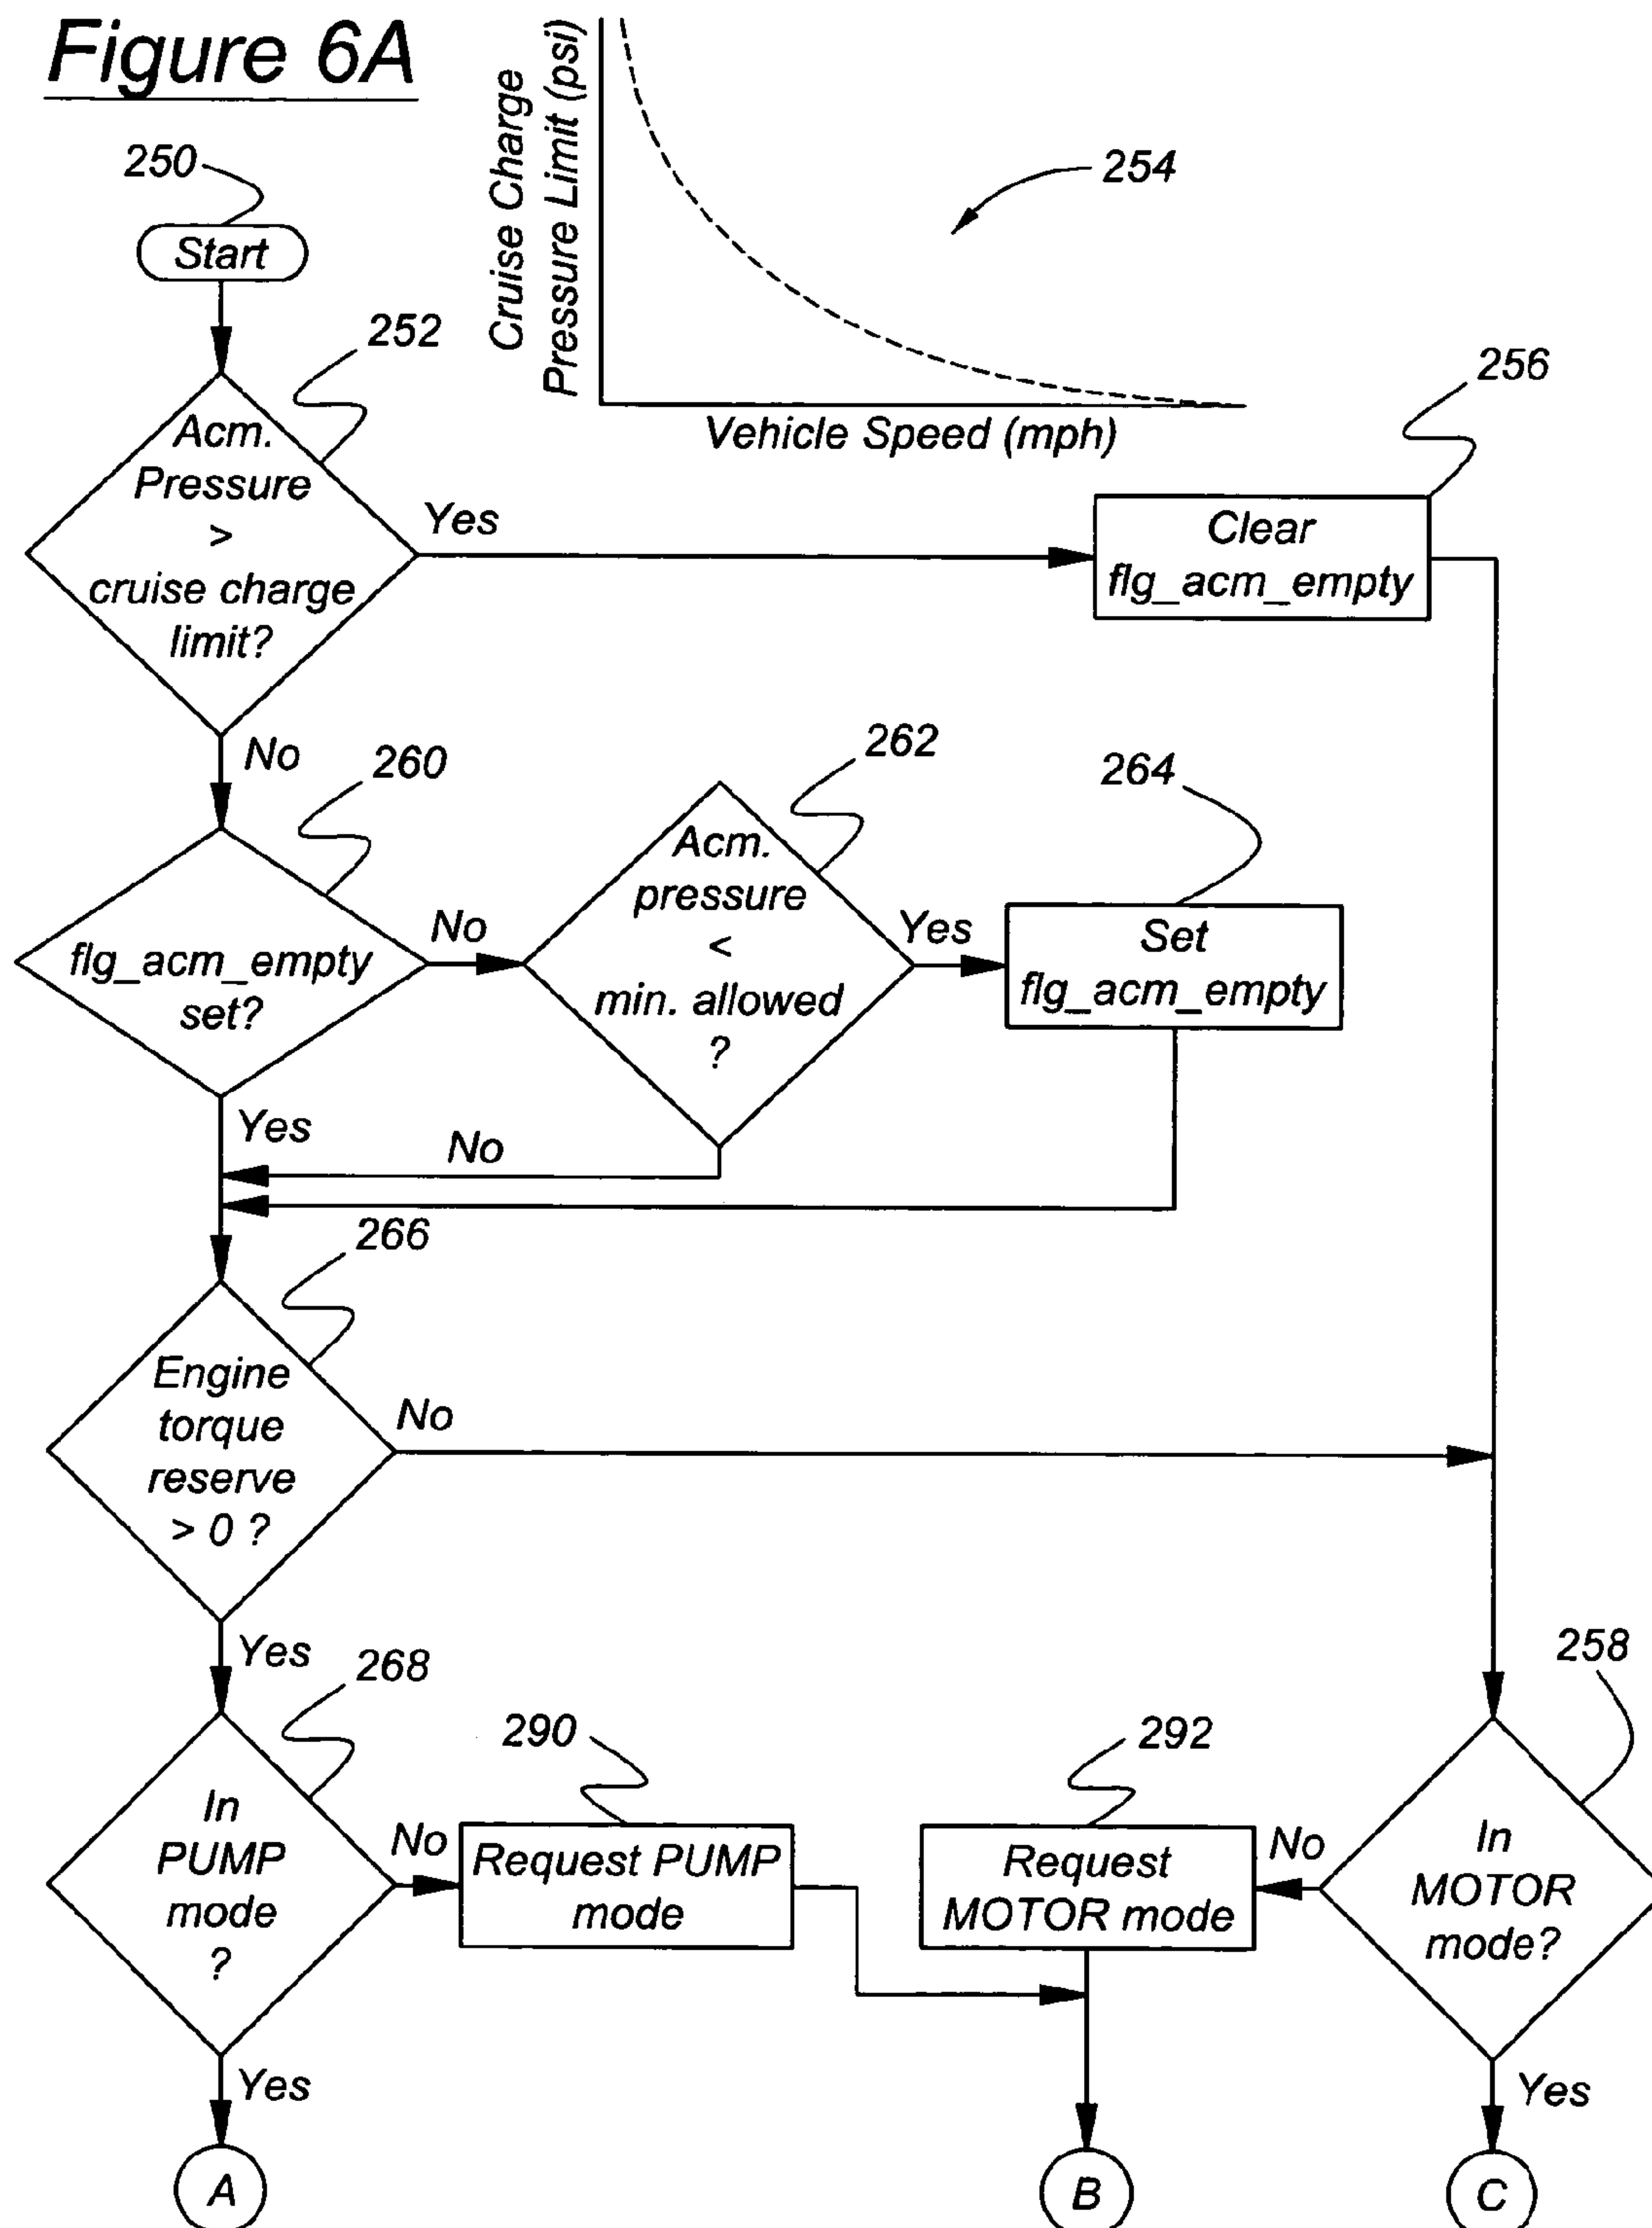 Figure 6A
Cruise Charge
Pressure Limit (psi)
Vehicle Speed (mph)
254
250
Start
252
Acm.
Pressure
>
cruise charge
limit?
Yes
256
Clear
flg_acm_empty
No
260
flg_acm_empty
set?
No
262
Acm.
pressure
<
min. allowed
?
Yes
264
Set
flg_acm_empty
Yes
No
266
Engine
torque
reserve
> 0 ?
No
Yes
268
In
PUMP
mode
?
No
290
Request PUMP
mode
292
Request
MOTOR mode
No
258
In
MOTOR
mode?
Yes
Yes
A
B
C